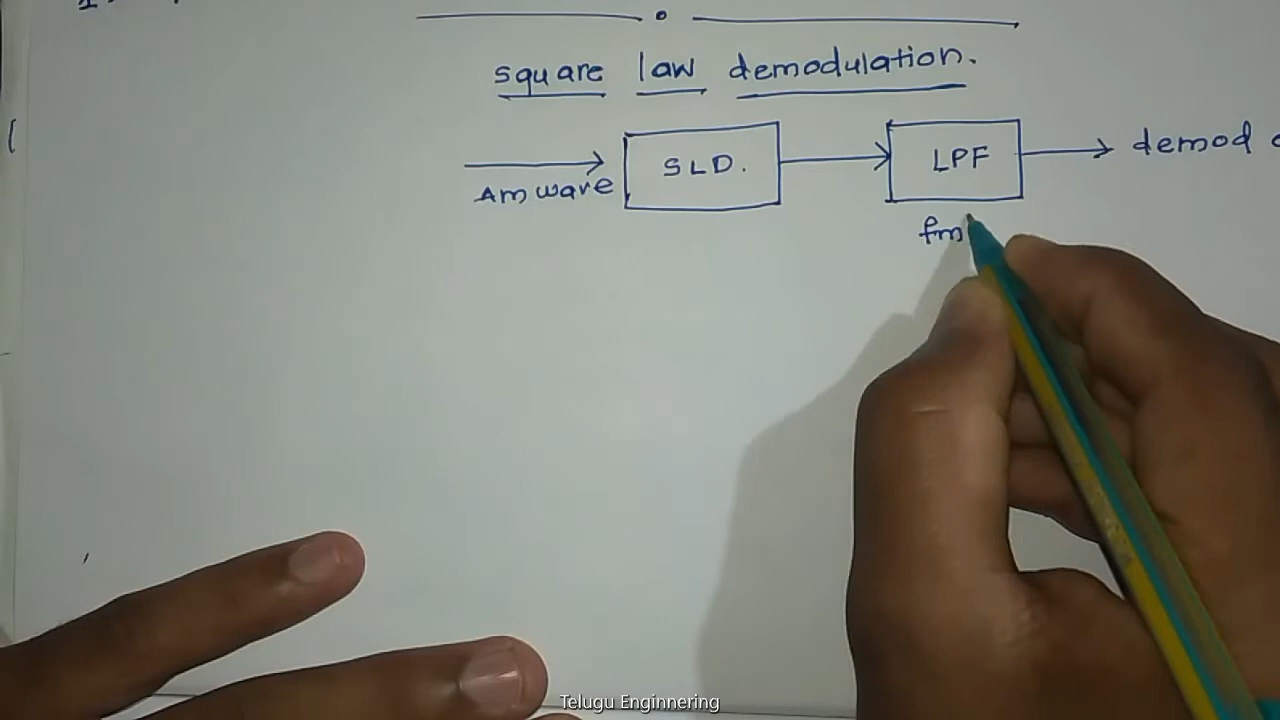 square law demodulation.
SLD.
LPF
demod
Am wave
fm
Telugu Enginnering